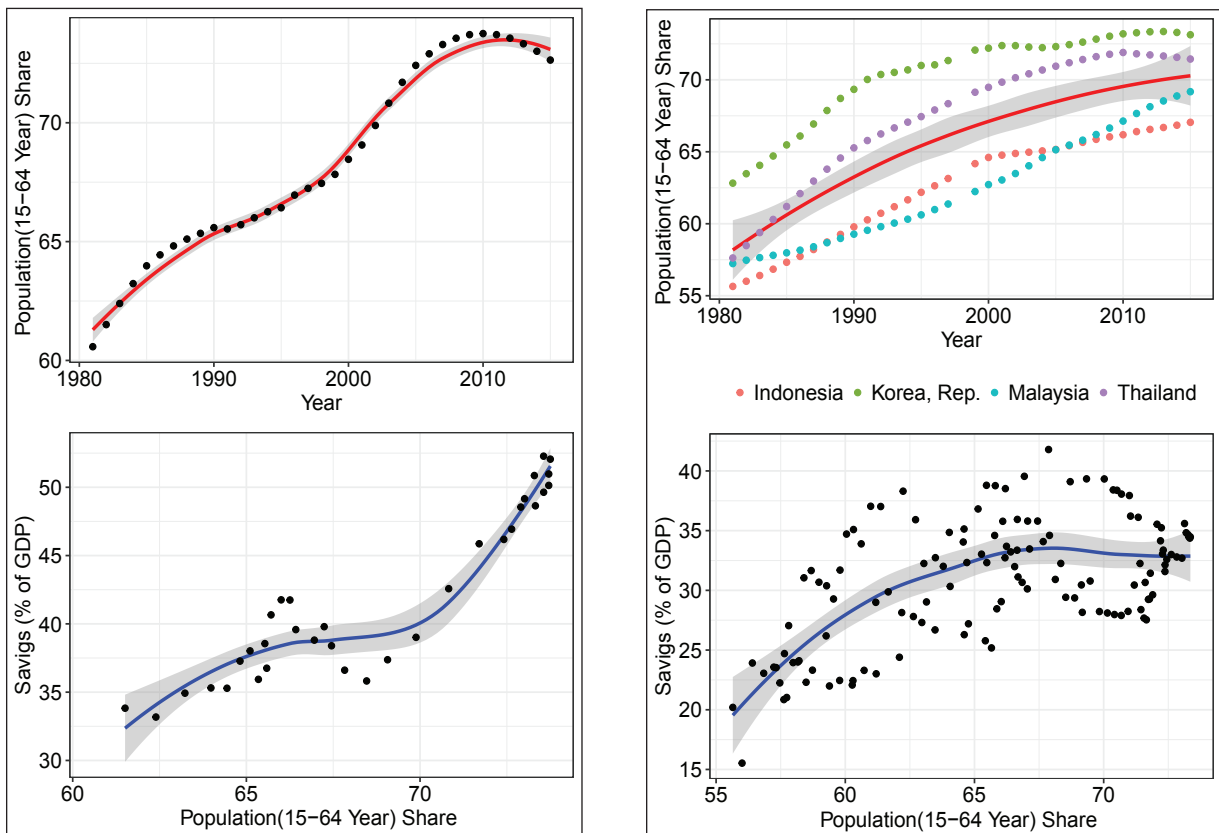 Population(15−64 Year) Share
70
65
60
1980 1990 2000 2010
Year
Savigs (% of GDP)
50
45
40
35
30
60 65 70
Population(15−64 Year) Share
Population(15−64 Year) Share
70
65
60
55
1980 1990 2000 2010
Year
Indonesia Korea, Rep. Malaysia Thailand
Savigs (% of GDP)
40
35
30
25
20
15
55 60 65 70
Population(15−64 Year) Share